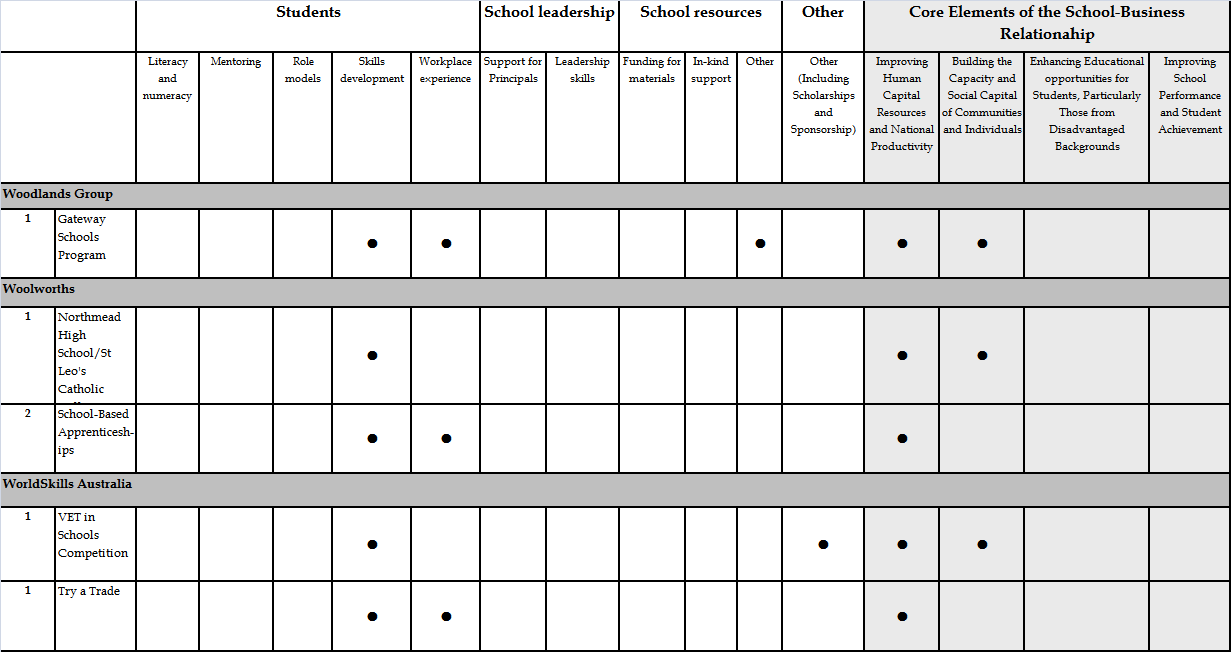 Students
School leadership
School resources
Other
Core Elements of the School-Business
Relationahip
Literacy
and
numeracy
Mentoring
Role
models
Skills
development
Workplace
experience
Support for
Principals
Leadership
skills
Funding for
materials
In-kind
support
Other
Other
(Including
Scholarships
and
Sponsorship)
Improving
Human
Capital
Resources
and National
Productivity
Building the
Capacity and
Social Capital
of Communities
and Individuals
Enhancing Educational
opportunities for
Students, Particularly
Those from
Disadvantaged
Backgrounds
Improving
School
Performance
and Student
Achievement
Woodlands Group
1
Gateway
Schools
Program
Woolworths
1
Northmead
High
School/St
Leo's
Catholic
2
School-Based
Apprenticesh-
ips
WorldSkills Australia
1
VET in
Schools
Competition
1
Try a Trade